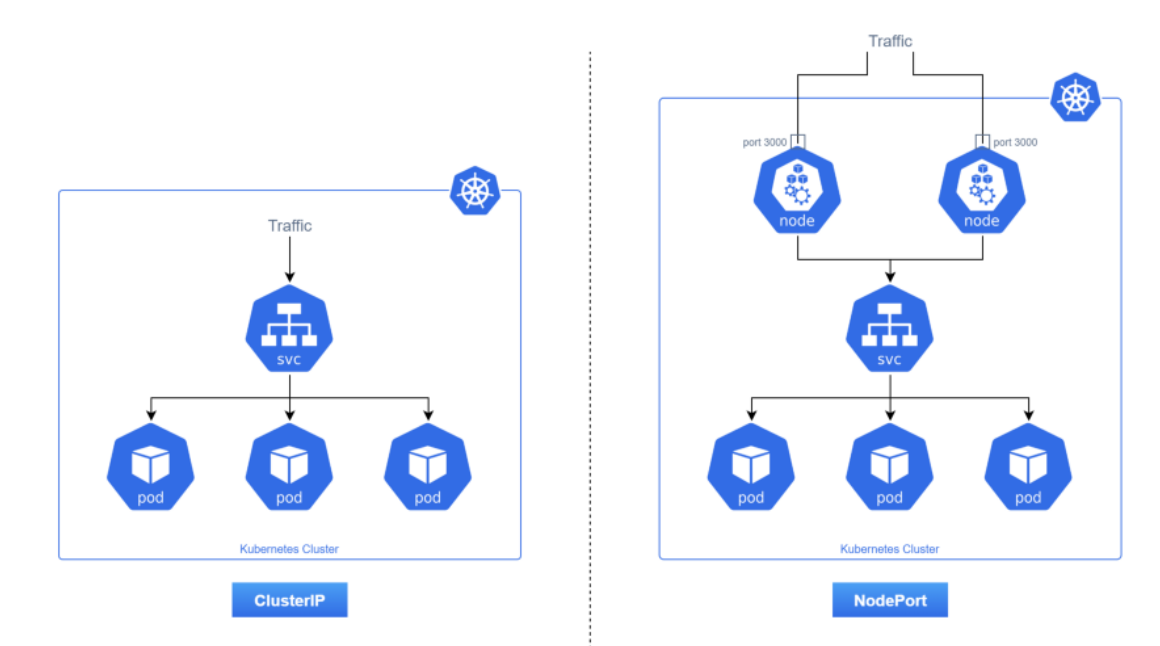 Traffic
svc
pod
pod
pod
Kubernetes Cluster
ClusterIP
Traffic
port 3000
port 3000
node
node
svc
pod
pod
pod
Kubernetes Cluster
NodePort